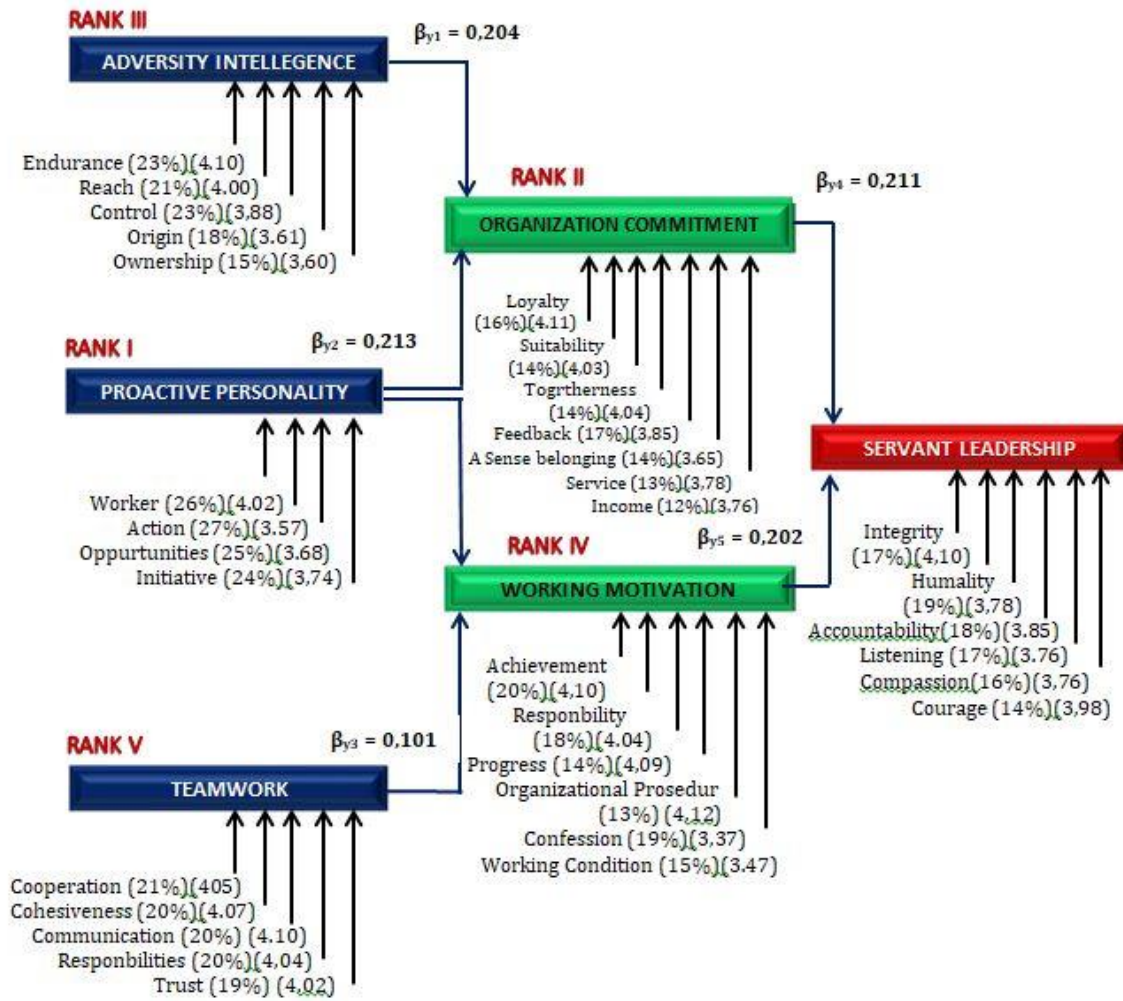 RANK III
β_y1 = 0,204
ADVERSITY INTELLEGENCE
Endurance (23%)(4.10)
Reach (21%)(4.00)
Control (23%)(3,88)
Origin (18%)(3.61)
Ownership (15%)(3,60)
RANK II
β_y4 = 0,211
ORGANIZATION COMMITMENT
Loyalty
(16%)(4.11)
Suitability
(14%)(4,03)
Togrtherness
(14%)(4,04)
Feedback (17%)(3,85)
A Sense belonging (14%)(3.65)
Service (13%)(3,78)
Income (12%)(3,76)
RANK I
β_y2 = 0,213
PROACTIVE PERSONALITY
Worker (26%)(4.02)
Action (27%)(3.57)
Oppurtunities (25%)(3.68)
Initiative (24%)(3,74)
SERVANT LEADERSHIP
Integrity
(17%)(4,10)
Humality
(19%)(3,78)
Accountability(18%)(3.85)
Listening (17%)(3.76)
Compassion(16%)(3,76)
Courage (14%)(3,98)
RANK IV
β_y5 = 0,202
WORKING MOTIVATION
Achievement
(20%)(4,10)
Responbility
(18%)(4.04)
Progress (14%)(4,09)
Organizational Prosedur
(13%) (4,12)
Confession (19%)(3,37)
Working Condition (15%)(3.47)
RANK V
β_y3 = 0,101
TEAMWORK
Cooperation (21%)(405)
Cohesiveness (20%)(4.07)
Communication (20%) (4.10)
Responbilities (20%)(4,04)
Trust (19%) (4,02)